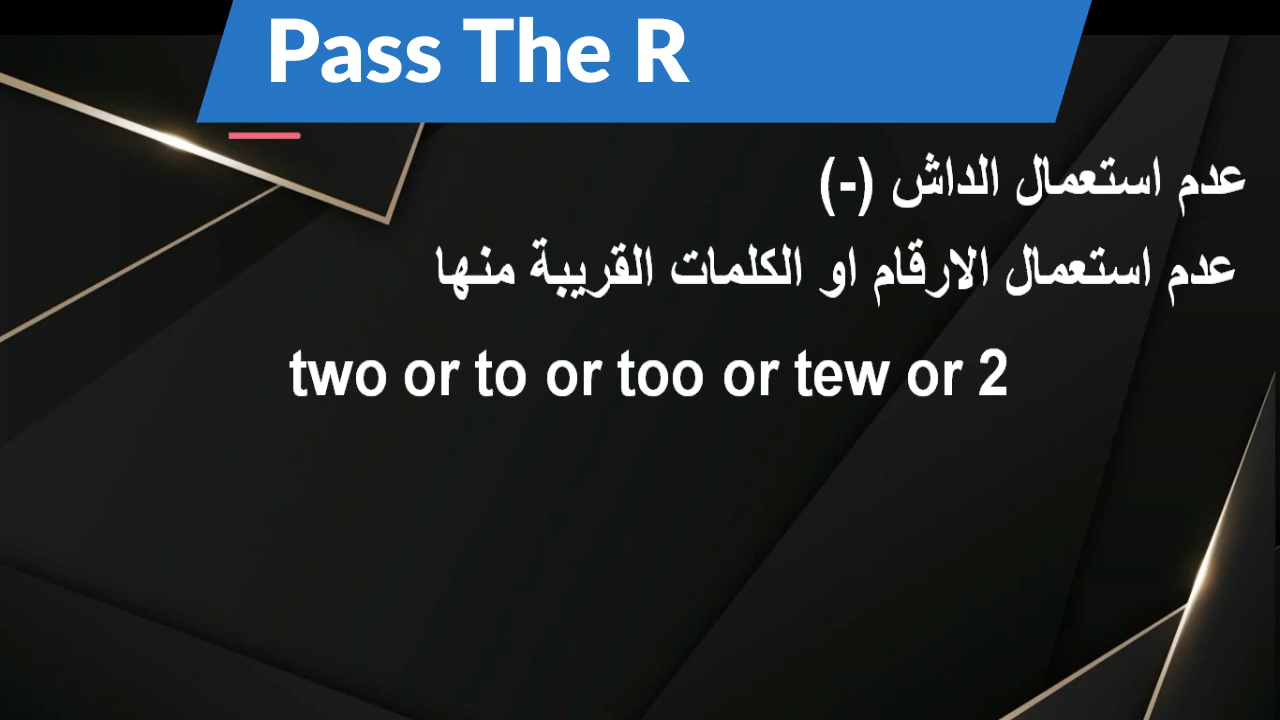 Pass The R
عدم استعمال الداش (-)
عدم استعمال الارقام او الكلمات القريبة منها
two or to or too or tew or 2